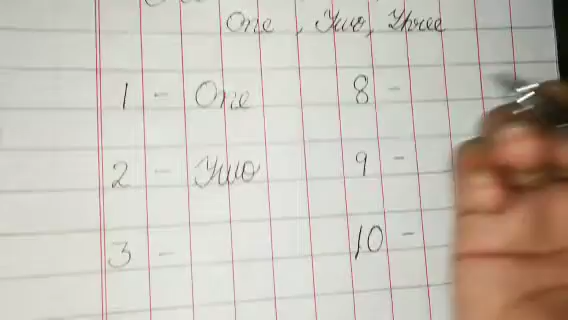 One, Two, Three
1 - One 8 -
2 - Two 9 -
3 - 10 -